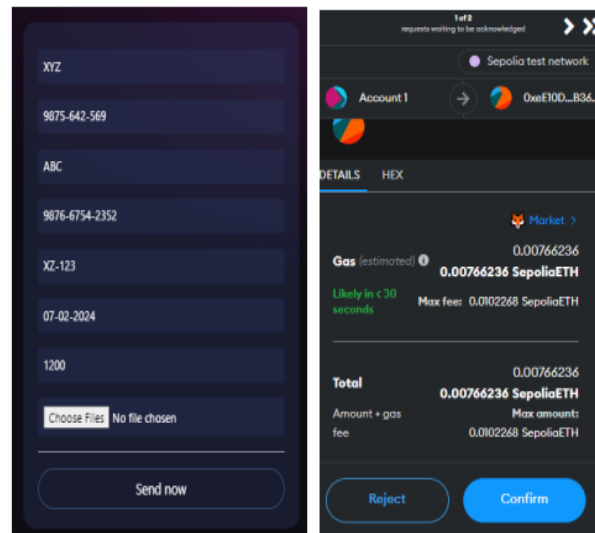 XYZ
9875-642-569
ABC
9876-6754-2352
XZ-123
07-02-2024
1200
Choose Files No file chosen
Send now
1 of 2
requests waiting to be acknowledged
Sepolia test network
Account 1
0xeE10D...B36...
DETAILS HEX
Market >
Gas (estimated)
0.00766236
0.00766236 SepoliaETH
Likely in < 30 seconds
Max fee: 0.0102268 SepoliaETH
Total
0.00766236
0.00766236 SepoliaETH
Amount + gas fee
Max amount:
0.0102268 SepoliaETH
Reject
Confirm